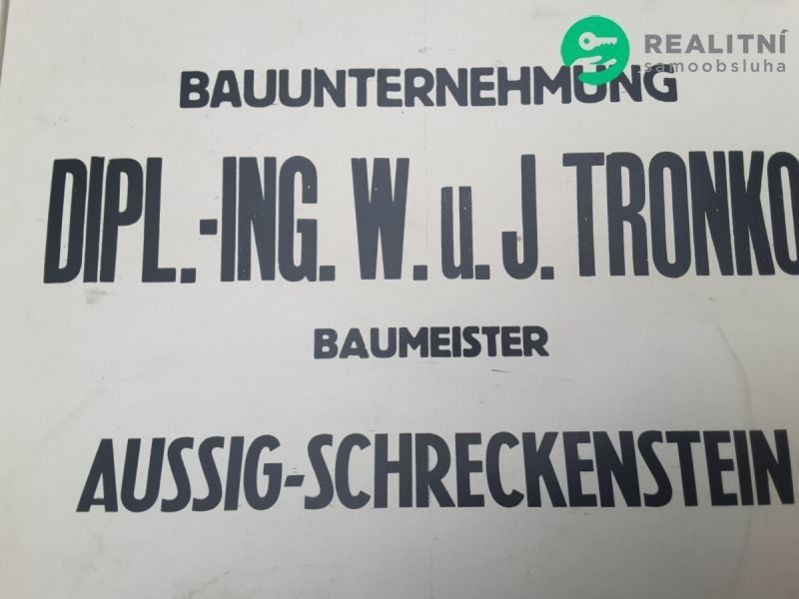 REALITNÍ
samoobsluha
BAUUNTERNEHMUNG
DIPL.-ING. W. u. J. TRONKO
BAUMEISTER
AUSSIG-SCHRECKENSTEIN